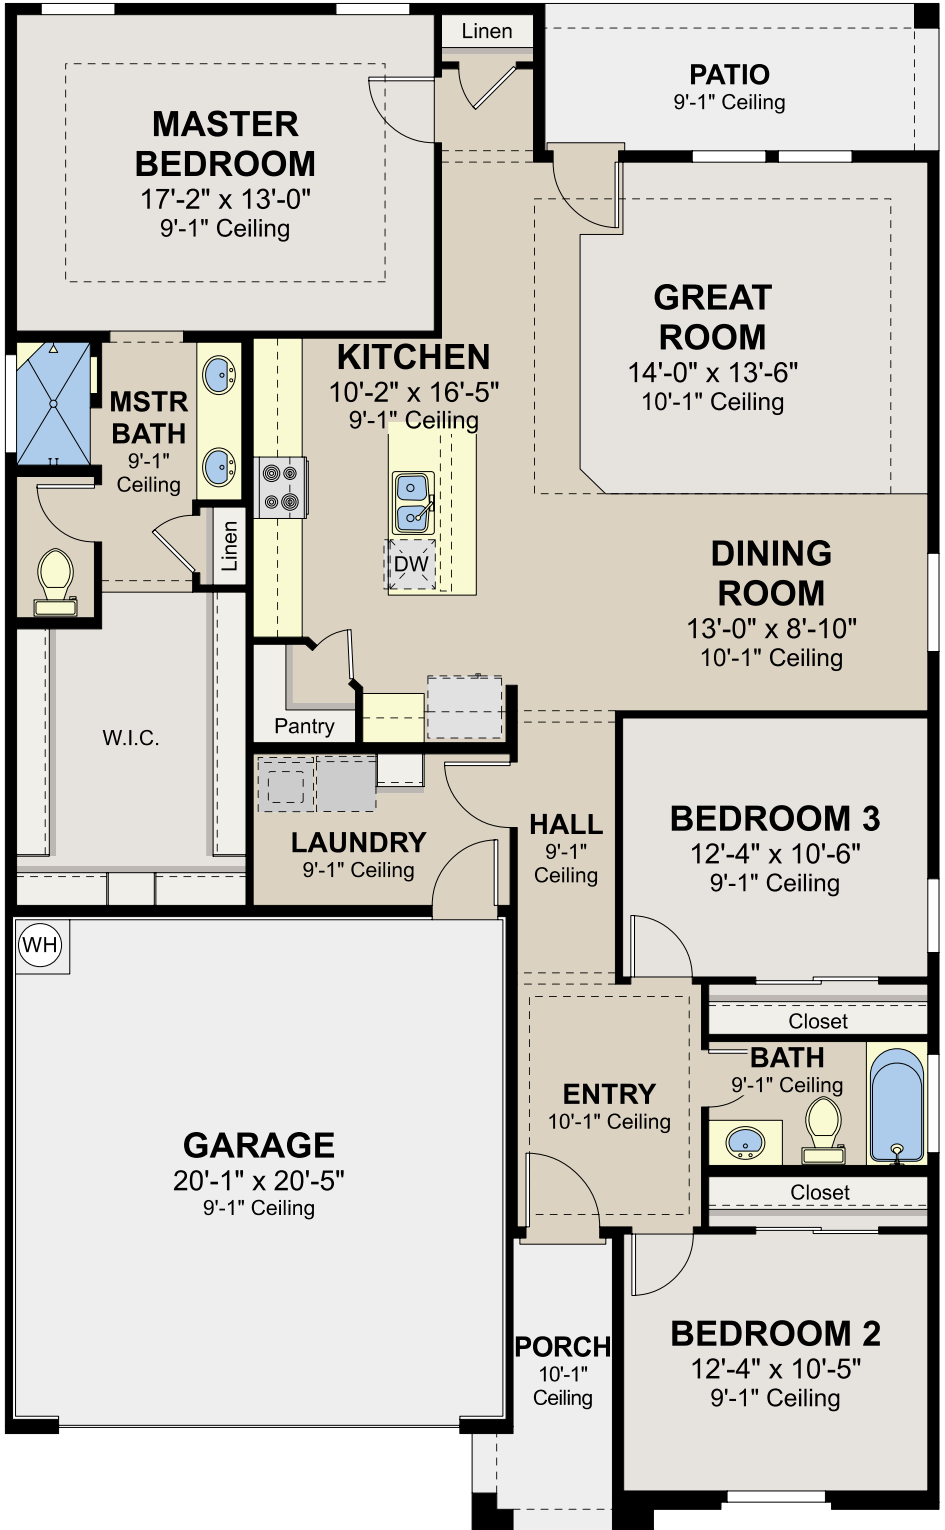 Linen
PATIO
9'-1" Ceiling
MASTER
BEDROOM
17'-2" x 13'-0"
9'-1" Ceiling
GREAT
ROOM
14'-0" x 13'-6"
10'-1" Ceiling
KITCHEN
10'-2" x 16'-5"
9'-1" Ceiling
MSTR
BATH
9'-1"
Ceiling
Linen
DW
DINING
ROOM
13'-0" x 8'-10"
10'-1" Ceiling
Pantry
W.I.C.
LAUNDRY
9'-1" Ceiling
HALL
9'-1"
Ceiling
BEDROOM 3
12'-4" x 10'-6"
9'-1" Ceiling
WH
Closet
BATH
9'-1" Ceiling
ENTRY
10'-1" Ceiling
GARAGE
20'-1" x 20'-5"
9'-1" Ceiling
Closet
PORCH
10'-1"
Ceiling
BEDROOM 2
12'-4" x 10'-5"
9'-1" Ceiling